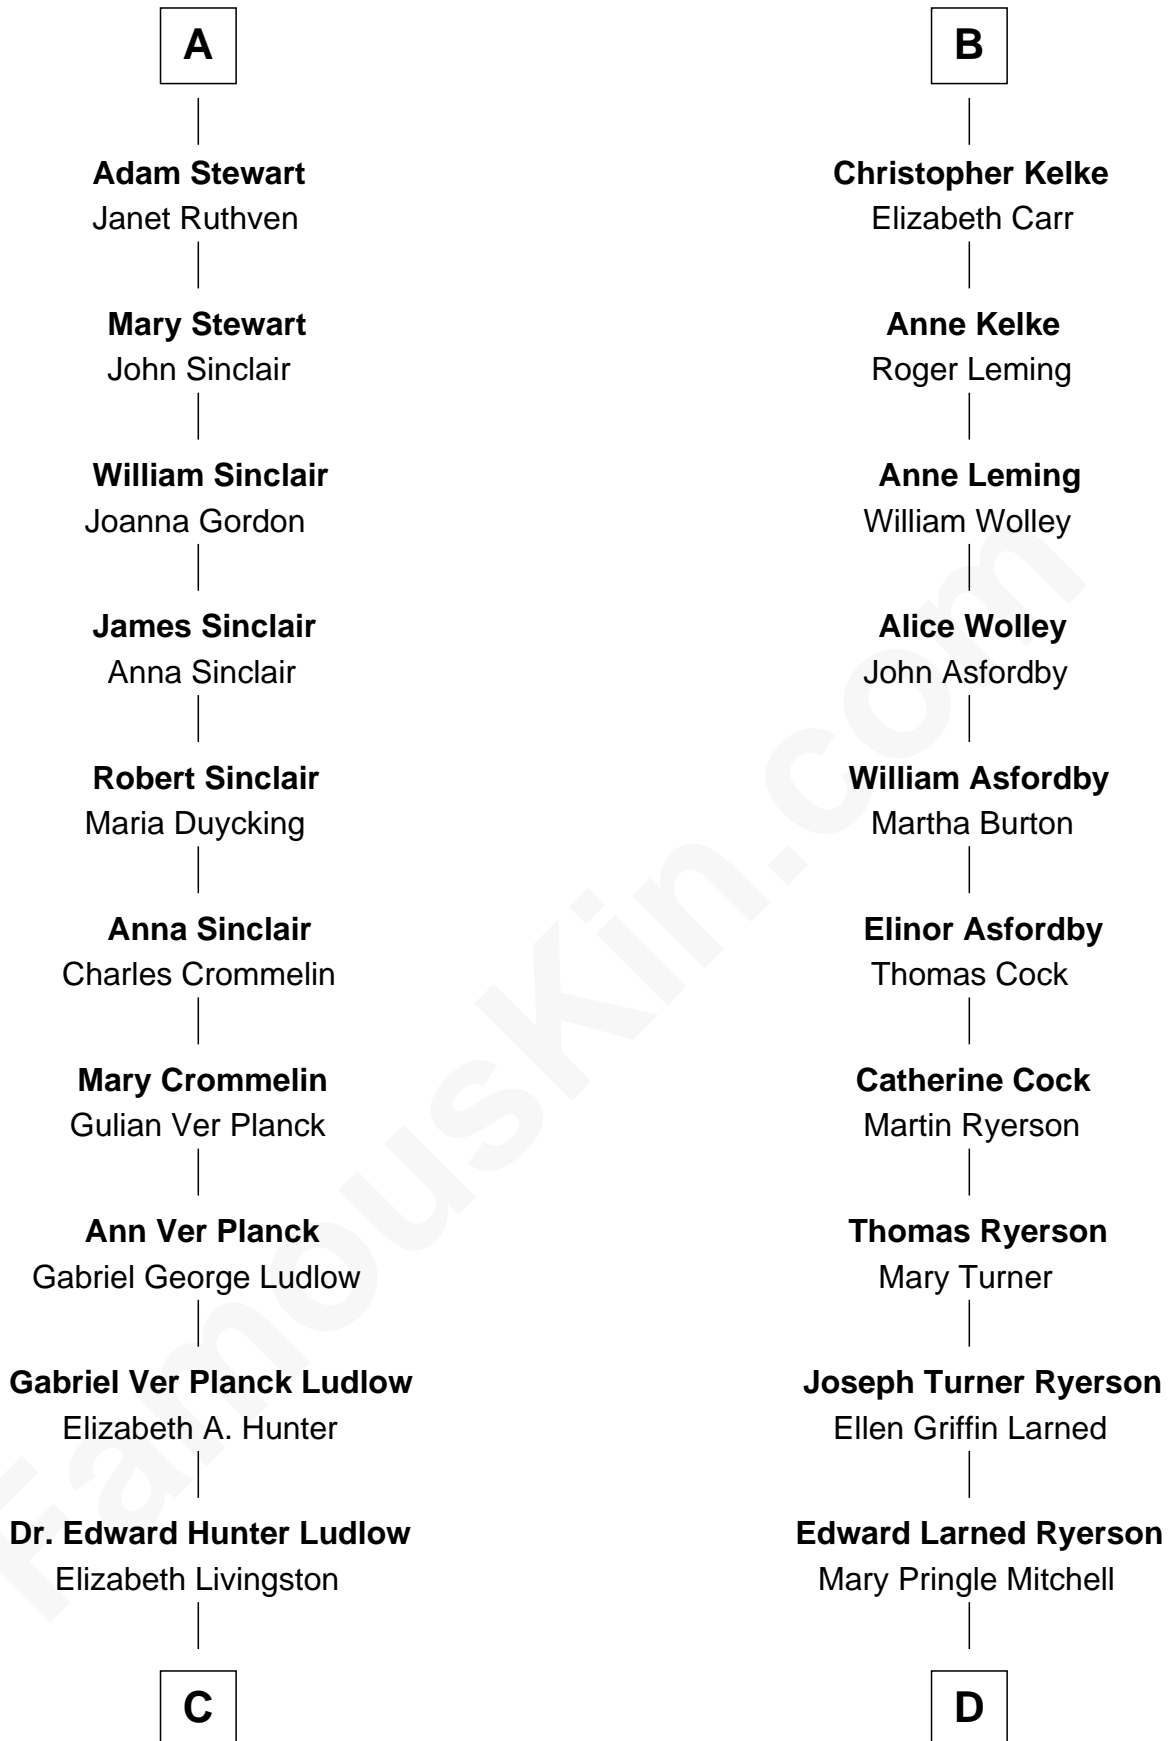 A
Adam Stewart
Janet Ruthven
Mary Stewart
John Sinclair
William Sinclair
Joanna Gordon
James Sinclair
Anna Sinclair
Robert Sinclair
Maria Duycking
Anna Sinclair
Charles Crommelin
Mary Crommelin
Gulian Ver Planck
Ann Ver Planck
Gabriel George Ludlow
Gabriel Ver Planck Ludlow
Elizabeth A. Hunter
Dr. Edward Hunter Ludlow
Elizabeth Livingston
C
B
Christopher Kelke
Elizabeth Carr
Anne Kelke
Roger Leming
Anne Leming
William Wolley
Alice Wolley
John Asfordby
William Asfordby
Martha Burton
Elinor Asfordby
Thomas Cock
Catherine Cock
Martin Ryerson
Thomas Ryerson
Mary Turner
Joseph Turner Ryerson
Ellen Griffin Larned
Edward Larned Ryerson
Mary Pringle Mitchell
D
FamousKin.com